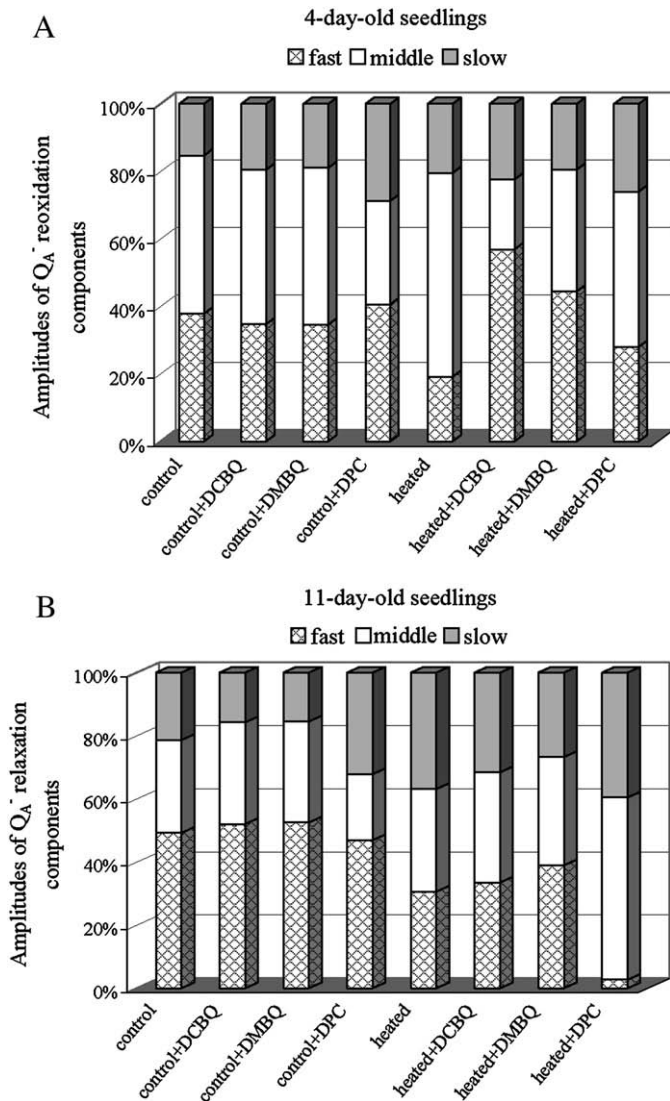 A
4-day-old seedlings
fast middle slow
Amplitudes of QA- reoxidation
components
100%
80%
60%
40%
20%
0%
control
control+DCBQ
control+DMBQ
control+DPC
heated
heated+DCBQ
heated+DMBQ
heated+DPC
B
11-day-old seedlings
fast middle slow
Amplitudes of QA- relaxation
components
100%
80%
60%
40%
20%
0%
control
control+DCBQ
control+DMBQ
control+DPC
heated
heated+DCBQ
heated+DMBQ
heated+DPC